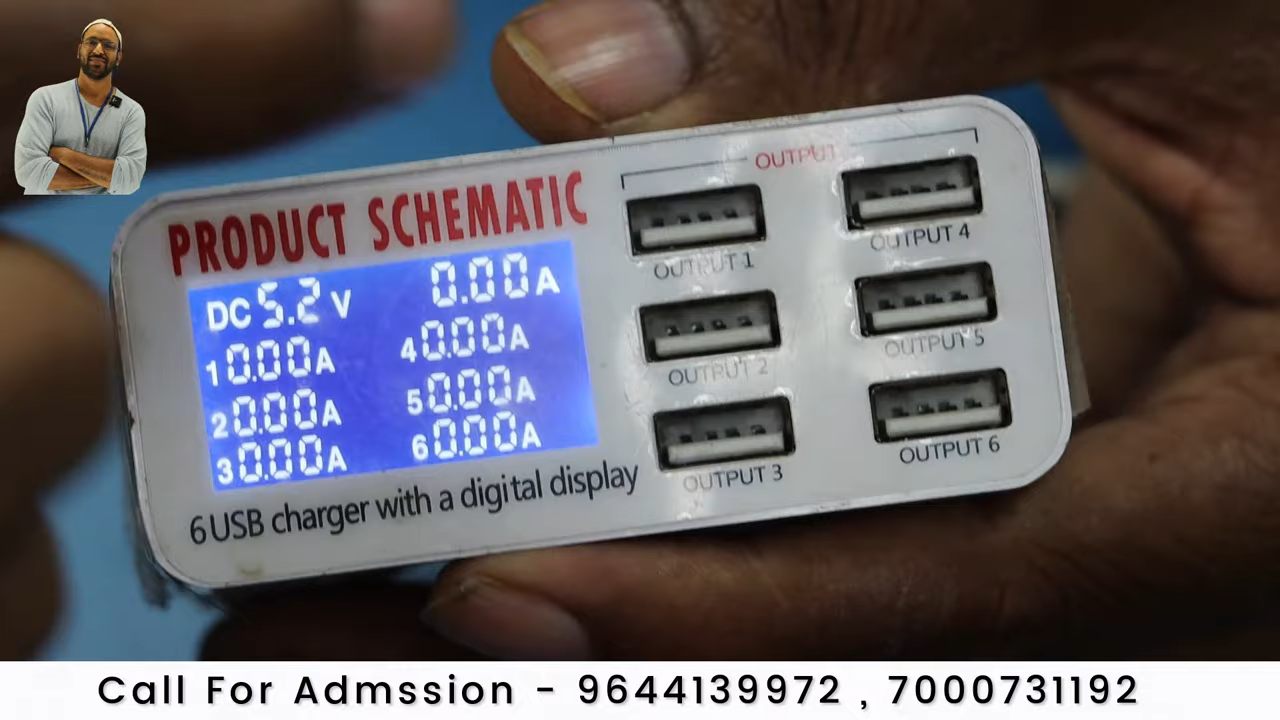 PRODUCT SCHEMATIC
DC 5.2 V 0.00 A
1 0.00 A 4 0.00 A
2 0.00 A 5 0.00 A
3 0.00 A 6 0.00 A
6 USB charger with a digital display
OUTPUT
OUTPUT 1 OUTPUT 4
OUTPUT 2 OUTPUT 5
OUTPUT 3 OUTPUT 6
Call For Admssion - 9644139972 , 7000731192